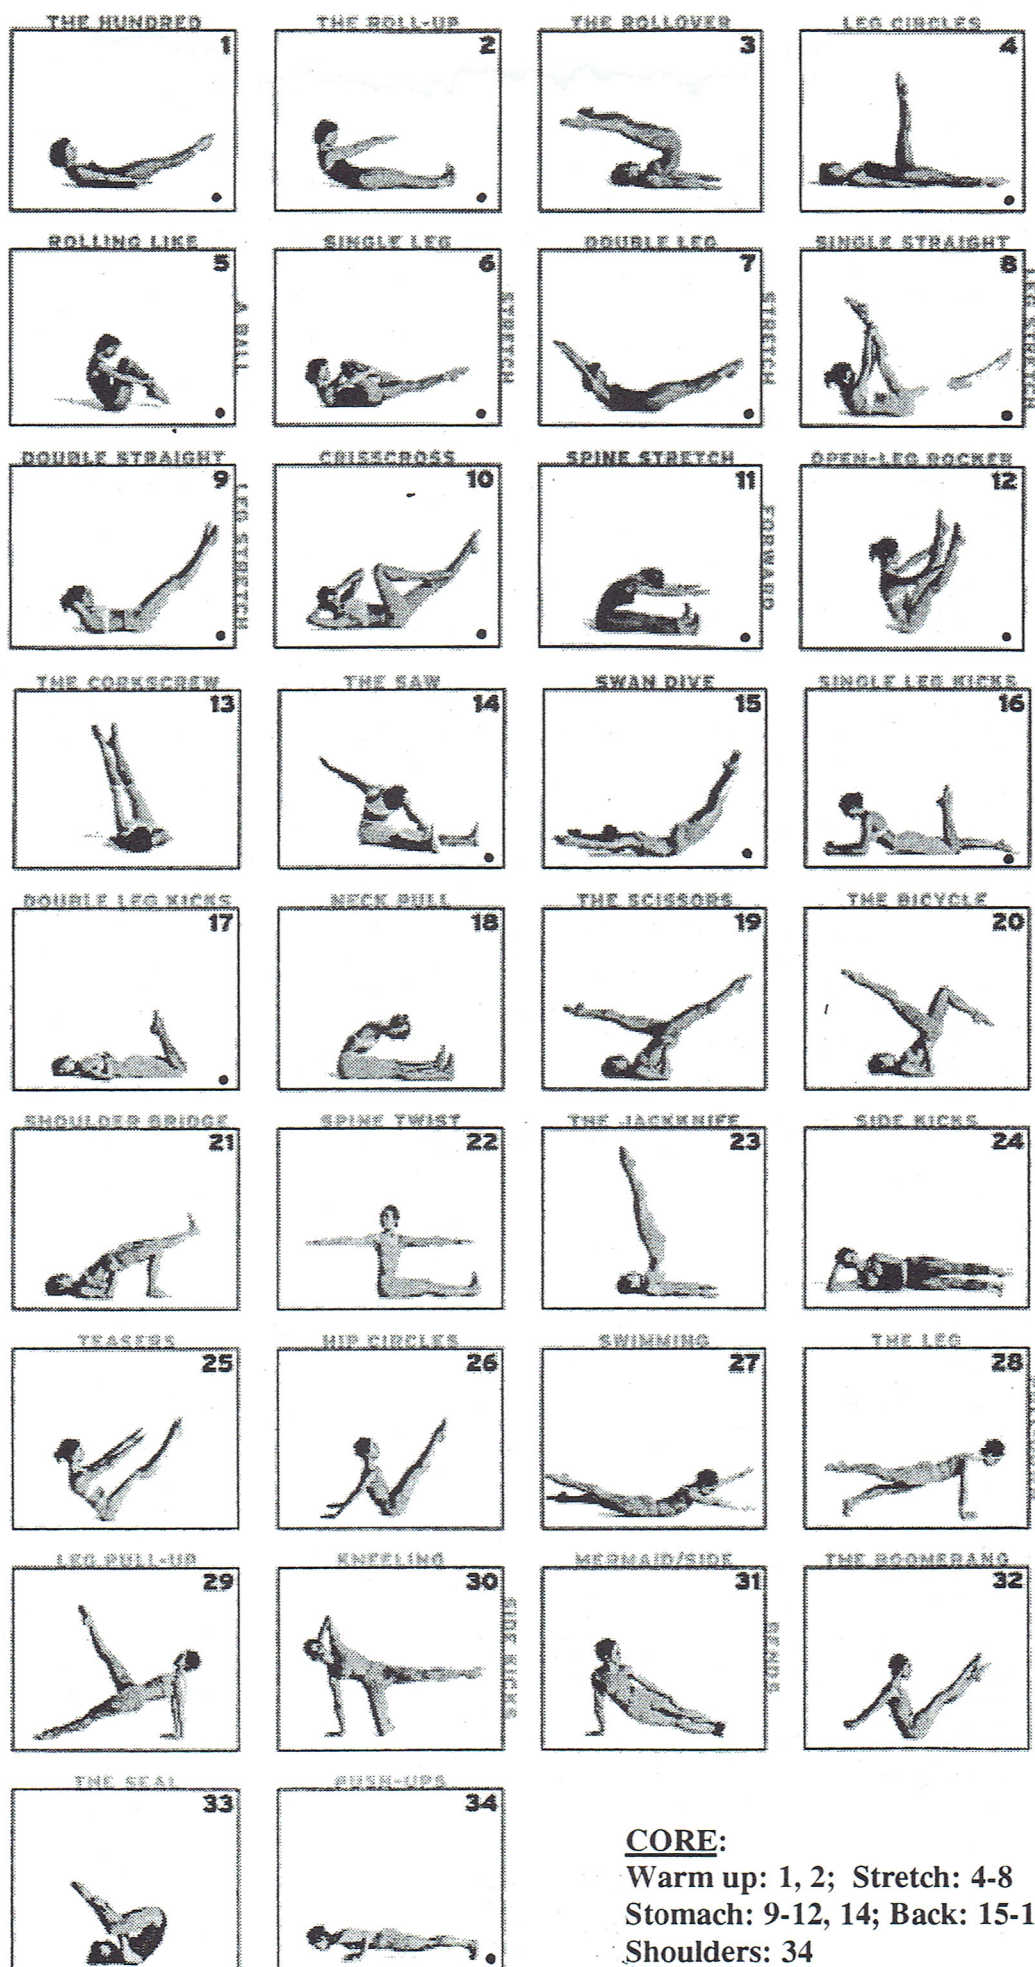 THE HUNDRED
1
THE ROLL-UP
2
THE ROLLOVER
3
LEG CIRCLES
4
ROLLING LIKE
A BALL
5
SINGLE LEG
STRETCH
6
DOUBLE LEG
STRETCH
7
SINGLE STRAIGHT
LEG STRETCH
8
DOUBLE STRAIGHT
LEG STRETCH
9
CRISSCROSS
10
SPINE STRETCH
FORWARD
11
OPEN-LEG ROCKER
12
THE CORKSCREW
13
THE SAW
14
SWAN DIVE
15
SINGLE LEG KICKS
16
DOUBLE LEG KICKS
17
NECK PULL
18
THE SCISSORS
19
THE BICYCLE
20
SHOULDER BRIDGE
21
SPINE TWIST
22
THE JACKKNIFE
23
SIDE KICKS
24
TEASERS
25
HIP CIRCLES
26
SWIMMING
27
THE LEG
28
LEG PULL-UP
29
KNEELING
SIDE KICKS
30
MERMAID/SIDE
BENDS
31
THE BOOMERANG
32
THE SEAL
33
PUSH-UPS
34
CORE:
Warm up: 1, 2; Stretch: 4-8
Stomach: 9-12, 14; Back: 15-1
Shoulders: 34